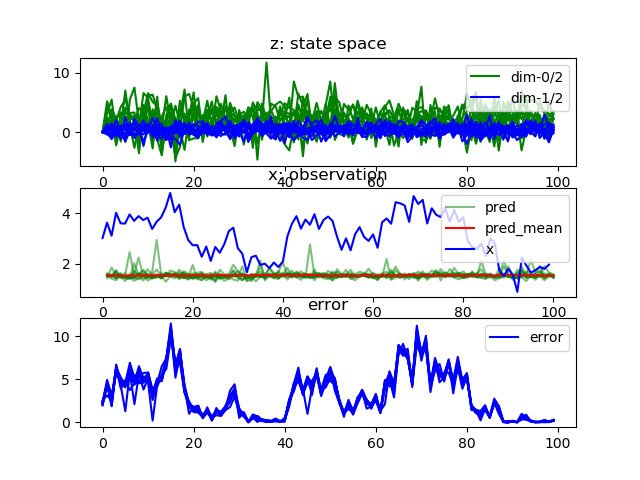 z: state space
10
0
dim-0/2
dim-1/2
0 20 40 60 80 100
x: observation
4
2
pred
pred_mean
x
0 20 40 60 80 100
error
10
5
0
error
0 20 40 60 80 100